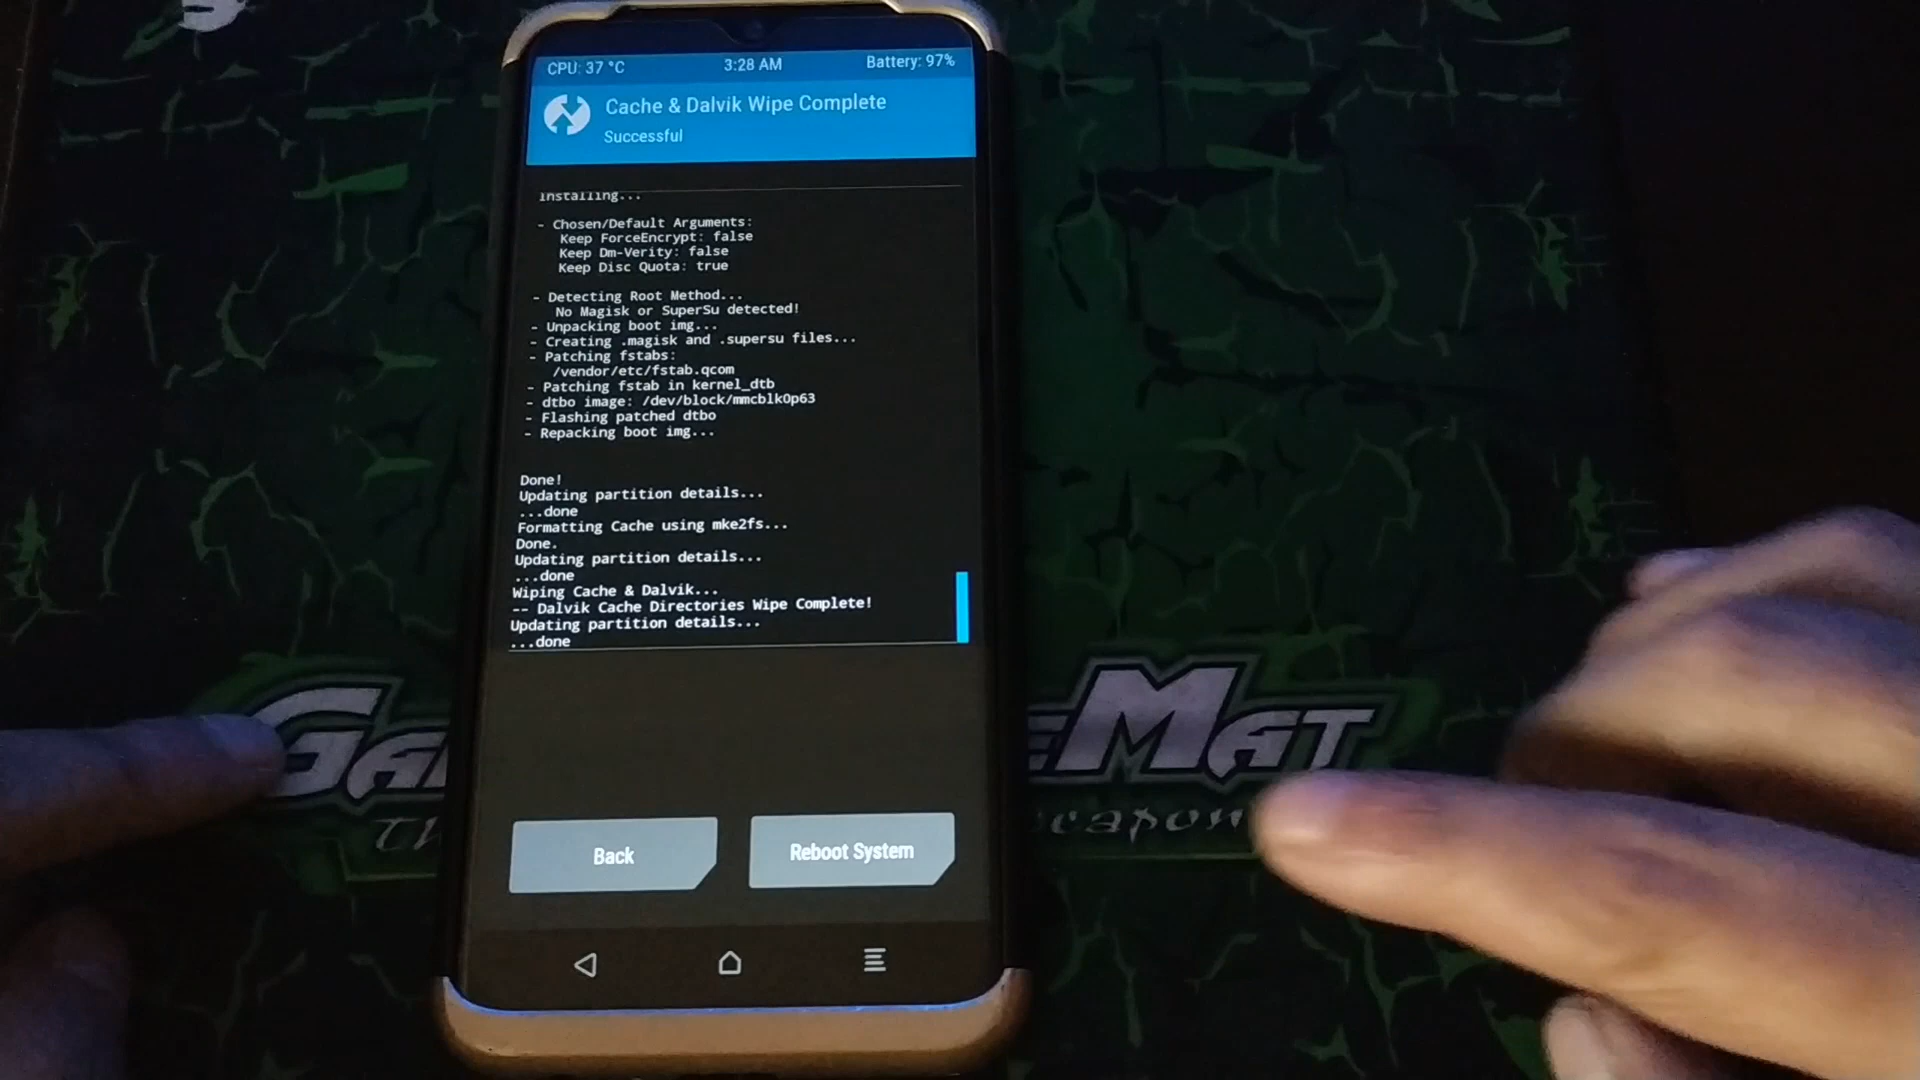 CPU: 37 °C 3:28 AM Battery: 97%
Cache & Dalvik Wipe Complete
Successful
Installing...
- Chosen/Default Arguments:
Keep ForceEncrypt: false
Keep Dm-Verity: false
Keep Disc Quota: true
- Detecting Root Method...
No Magisk or SuperSu detected!
- Unpacking boot img...
- Creating .magisk and .supersu files...
- Patching fstabs:
/vendor/etc/fstab.qcom
- Patching fstab in kernel_dtb
- dtbo image: /dev/block/mmcblk0p63
- Flashing patched dtbo
- Repacking boot img...
Done!
Updating partition details...
...done
Formatting Cache using mke2fs...
Done.
Updating partition details...
...done
Wiping Cache & Dalvik...
-- Dalvik Cache Directories Wipe Complete!
Updating partition details...
...done
Back
Reboot System
Mat